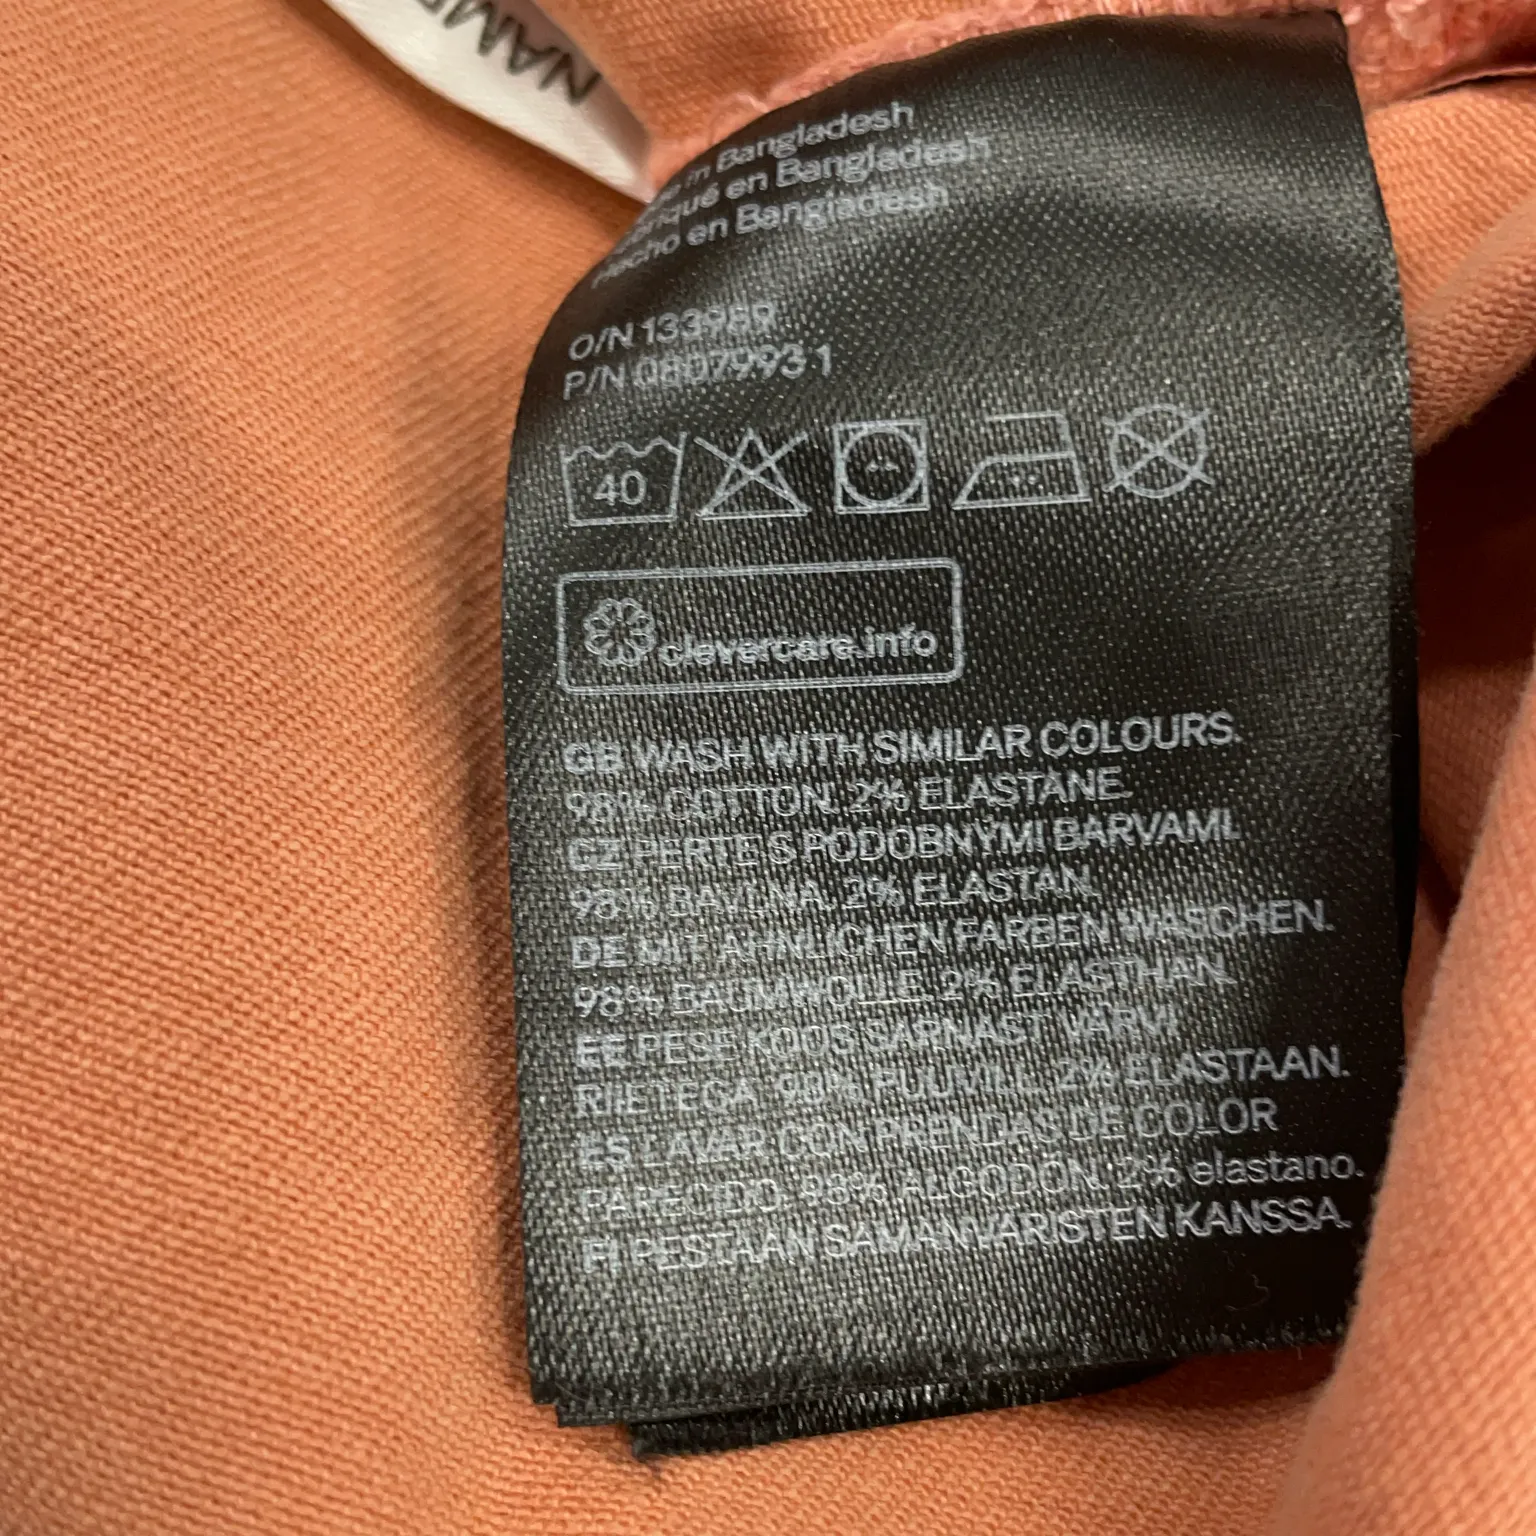 NAME
in Bangladesh
en Bangladesh
Hecho en Bangladesh
O/N
P/N
40
clevercare.info
GB WASH WITH SIMILAR COLOURS.
98% COTTON. 2% ELASTANE.
CZ PERTE S PODOBNÝMI BARVAMI.
98% BAVLNA. 2% ELASTAN.
DE MIT ÄHNLICHEN FARBEN WASCHEN.
98% BAUMWOLLE. 2% ELASTHAN.
EE PESE KOOS SARNAST VÄRVI
RIIETEGA. 98% PUUVILL. 2% ELASTAAN.
ES LAVAR CON PRENDAS DE COLOR
PARECIDO. 98% ALGODÓN. 2% elastano.
FI PESTÄÄN SAMANVÄRISTEN KANSSA.